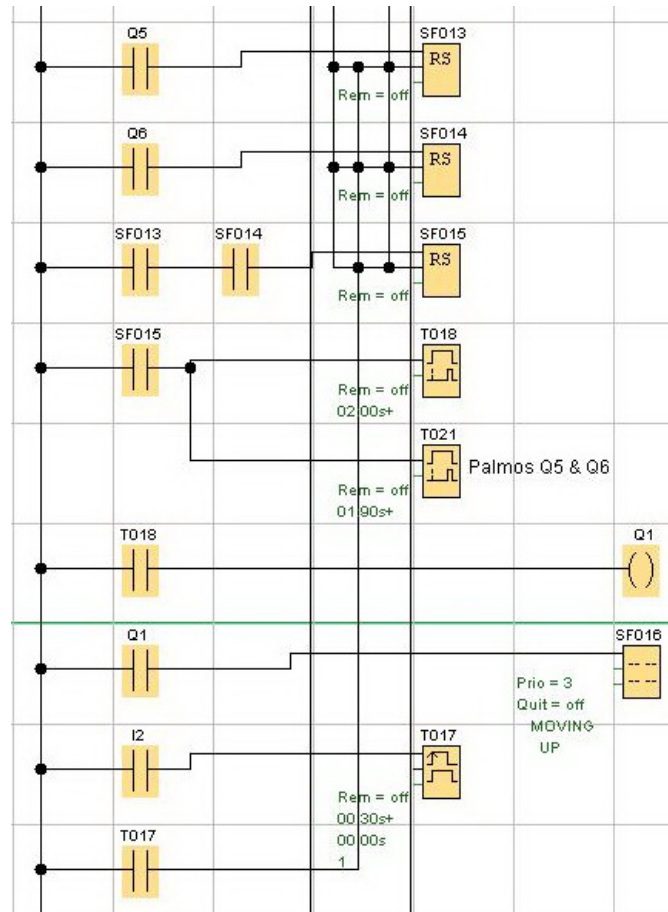 Q5
SF013
RS
Rem = off
Q6
SF014
RS
Rem = off
SF013
SF014
SF015
RS
Rem = off
SF015
T018
Rem = off
02:00s+
T021
Palmos Q5 & Q6
Rem = off
01:90s+
T018
Q1
Q1
SF016
Prio = 3
Quit = off
MOVING
UP
I2
T017
Rem = off
00:30s+
00:00s
1
T017